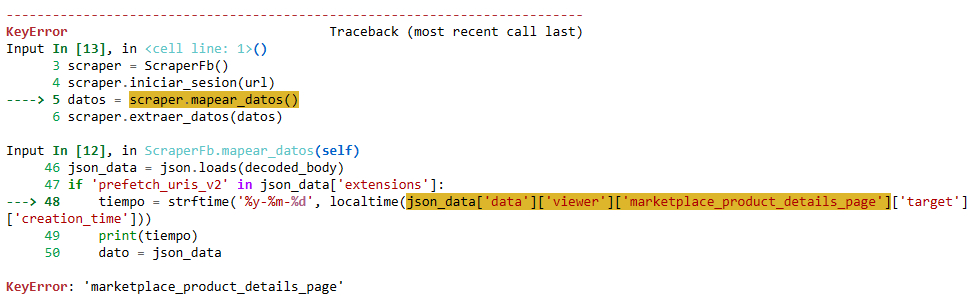 ---------------------------------------------------------------------------
KeyError                                  Traceback (most recent call last)
Input In [13], in <cell line: 1>()
      3 scraper = ScraperFb()
      4 scraper.iniciar_sesion(url)
----> 5 datos = scraper.mapear_datos()
      6 scraper.extraer_datos(datos)
Input In [12], in ScraperFb.mapear_datos(self)
     46 json_data = json.loads(decoded_body)
     47 if 'prefetch_uris_v2' in json_data['extensions']:
---> 48     tiempo = strftime('%y-%m-%d', localtime(json_data['data']['viewer']['marketplace_product_details_page']['target']
['creation_time']))
     49     print(tiempo)
     50     dato = json_data
KeyError: 'marketplace_product_details_page'